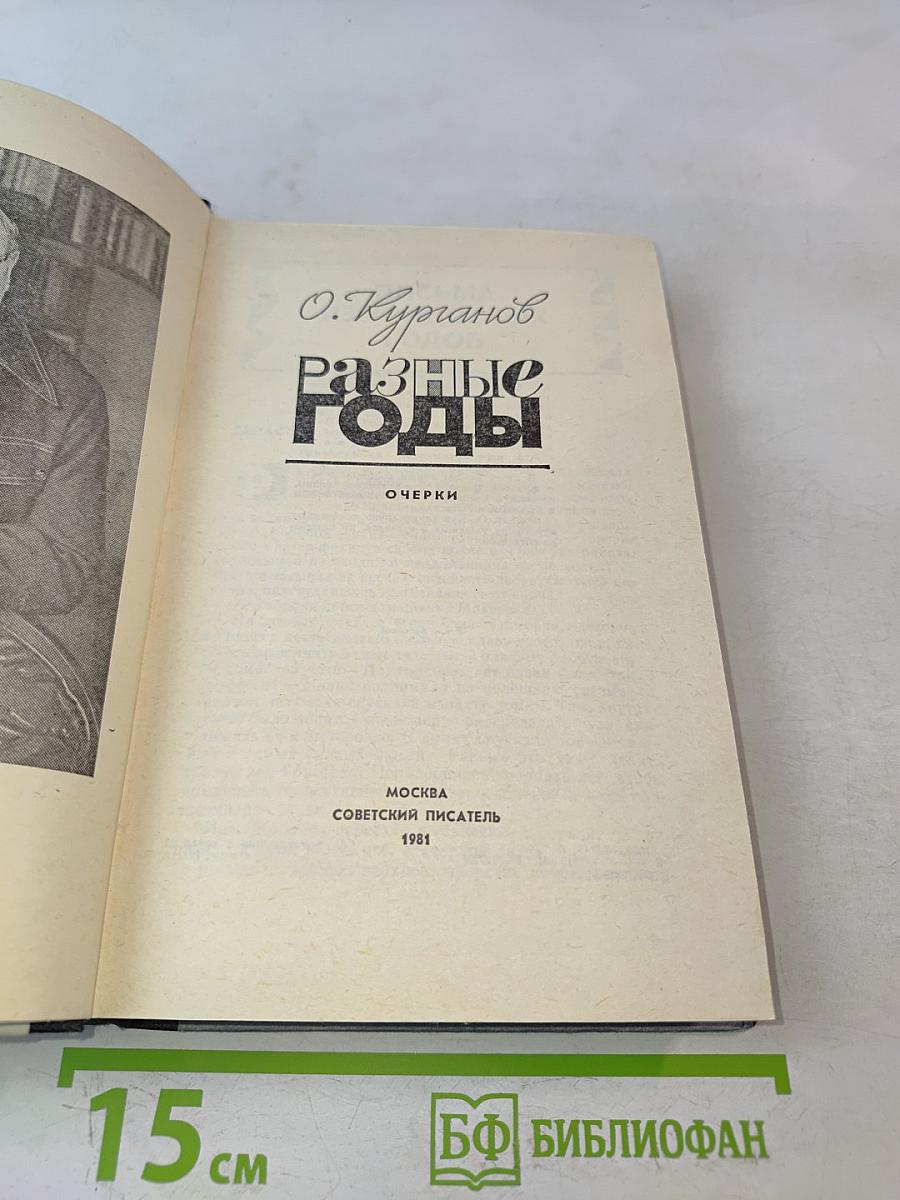 О. Курганов
Разные
годы
ОЧЕРКИ
МОСКВА
СОВЕТСКИЙ ПИСАТЕЛЬ
1981
15 см
БФ БИБЛИОФАН